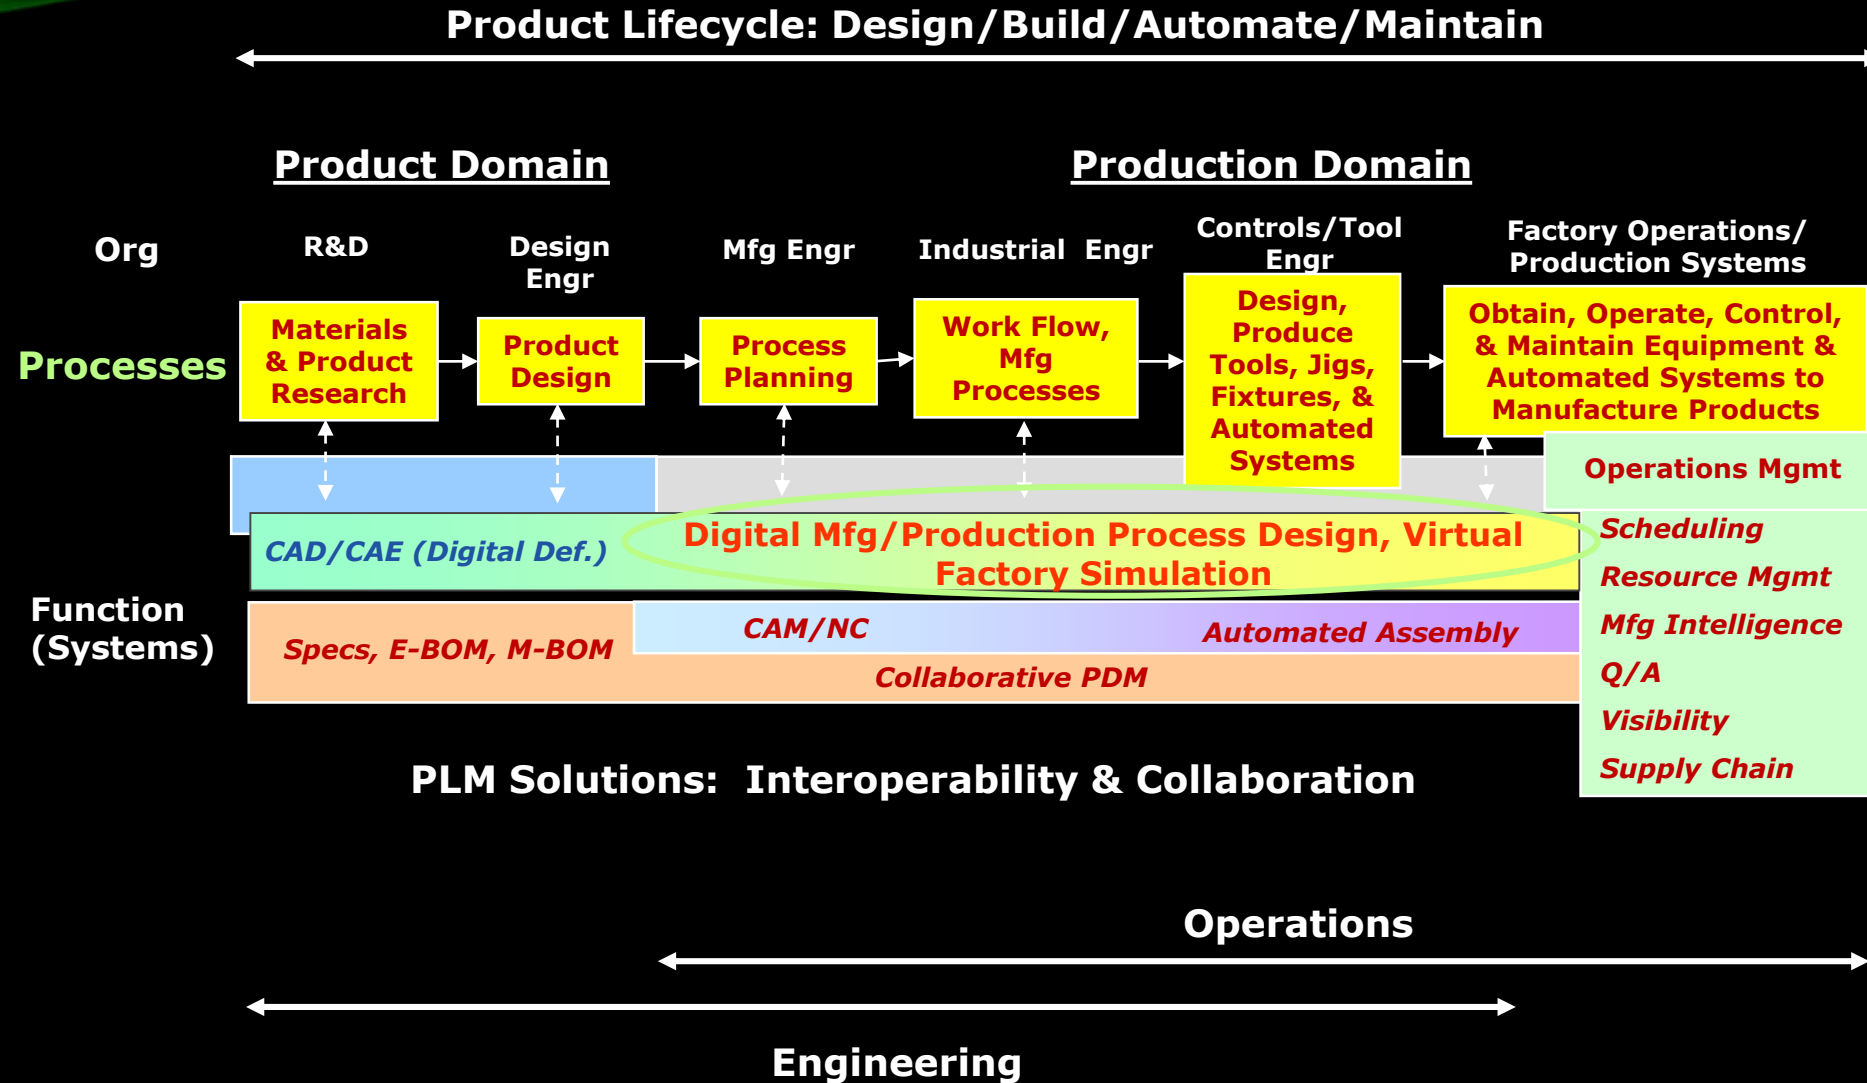 Product Lifecycle: Design/Build/Automate/Maintain
Product Domain
Production Domain
Org
R&D
Design
Engr
Mfg Engr
Industrial Engr
Controls/Tool
Engr
Factory Operations/
Production Systems
Processes
Materials
& Product
Research
Product
Design
Process
Planning
Work Flow,
Mfg
Processes
Design,
Produce
Tools, Jigs,
Fixtures, &
Automated
Systems
Obtain, Operate, Control,
& Maintain Equipment &
Automated Systems to
Manufacture Products
Function
(Systems)
CAD/CAE (Digital Def.)
Digital Mfg/Production Process Design, Virtual
Factory Simulation
Specs, E-BOM, M-BOM
CAM/NC
Automated Assembly
Collaborative PDM
Operations Mgmt
Scheduling
Resource Mgmt
Mfg Intelligence
Q/A
Visibility
Supply Chain
PLM Solutions: Interoperability & Collaboration
Operations
Engineering